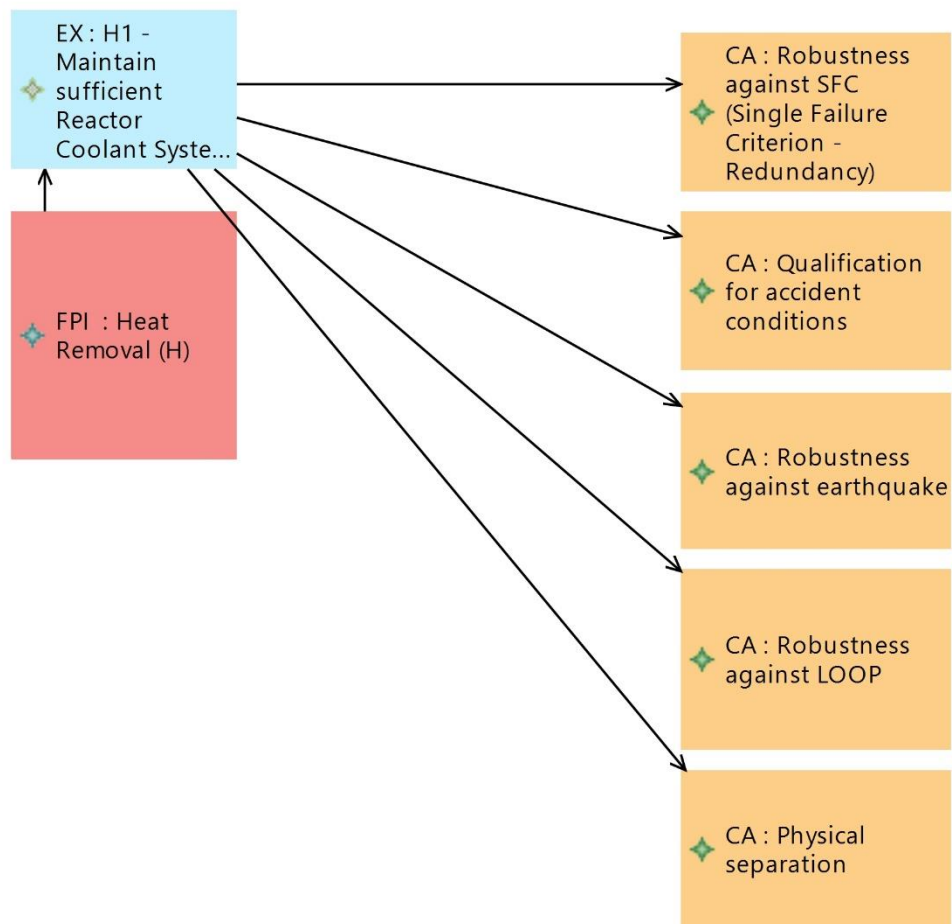 EX : H1 -
Maintain
sufficient
Reactor
Coolant Syste...
FPI  : Heat
Removal (H)
CA : Robustness
against SFC
(Single Failure
Criterion -
Redundancy)
CA : Qualification
for accident
conditions
CA : Robustness
against earthquake
CA : Robustness
against LOOP
CA : Physical
separation